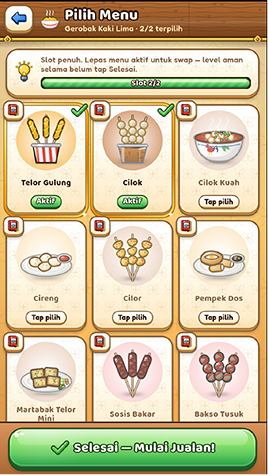 Pilih Menu
Gerobak Kaki Lima • 2/2 terpilih
Slot penuh. Lepas menu aktif untuk swap — level aman
selama belum tap Selesai.
Slot 2/2
Telor Gulung
Aktif
Cilok
Aktif
Cilok Kuah
Tap pilih
Cireng
Tap pilih
Cilor
Tap pilih
Pempek Dos
Tap pilih
Martabak Telor
Mini
Sosis Bakar
Bakso Tusuk
Selesai — Mulai Jualan!